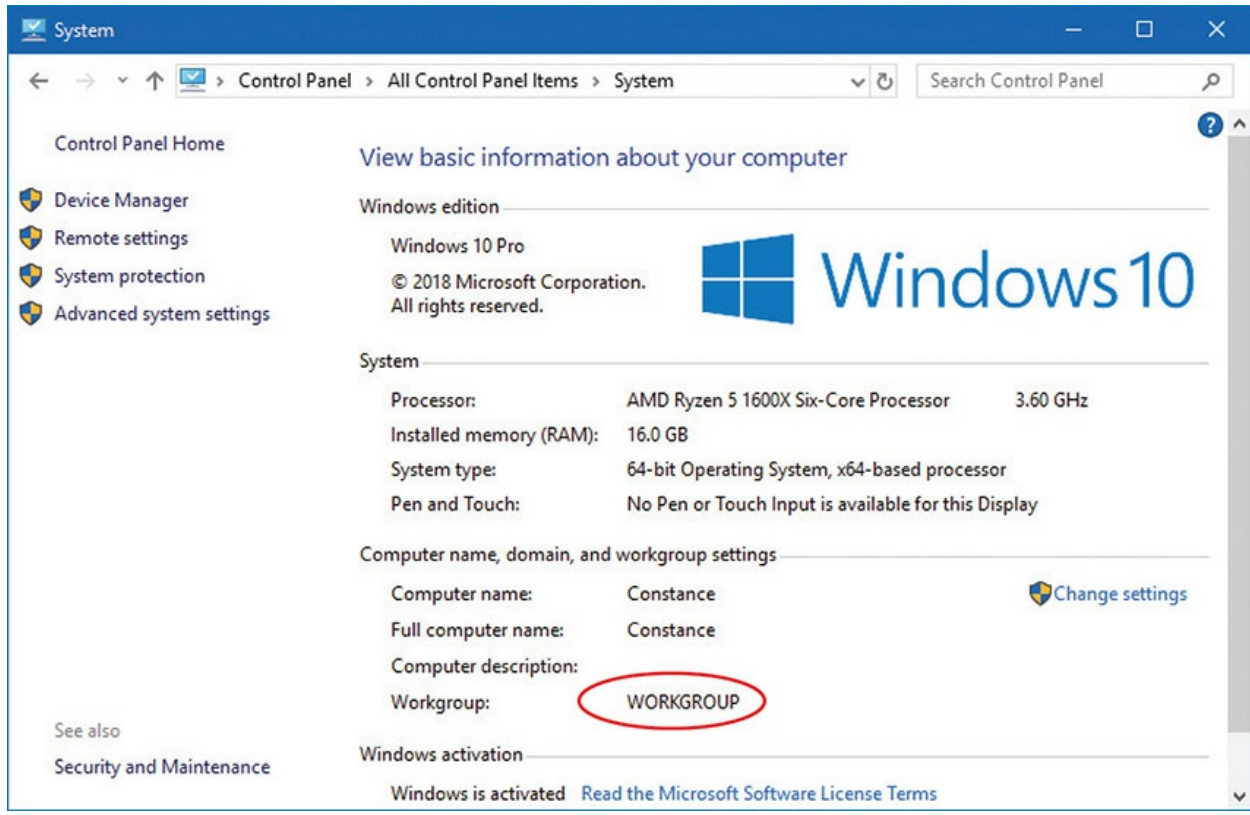 System
Control Panel > All Control Panel Items > System
Search Control Panel
Control Panel Home
Device Manager
Remote settings
System protection
Advanced system settings
See also
Security and Maintenance
?
View basic information about your computer
Windows edition
Windows 10 Pro
© 2018 Microsoft Corporation.
All rights reserved.
Windows 10
System
Processor: AMD Ryzen 5 1600X Six-Core Processor 3.60 GHz
Installed memory (RAM): 16.0 GB
System type: 64-bit Operating System, x64-based processor
Pen and Touch: No Pen or Touch Input is available for this Display
Computer name, domain, and workgroup settings
Computer name: Constance Change settings
Full computer name: Constance
Computer description:
Workgroup: WORKGROUP
Windows activation
Windows is activated Read the Microsoft Software License Terms